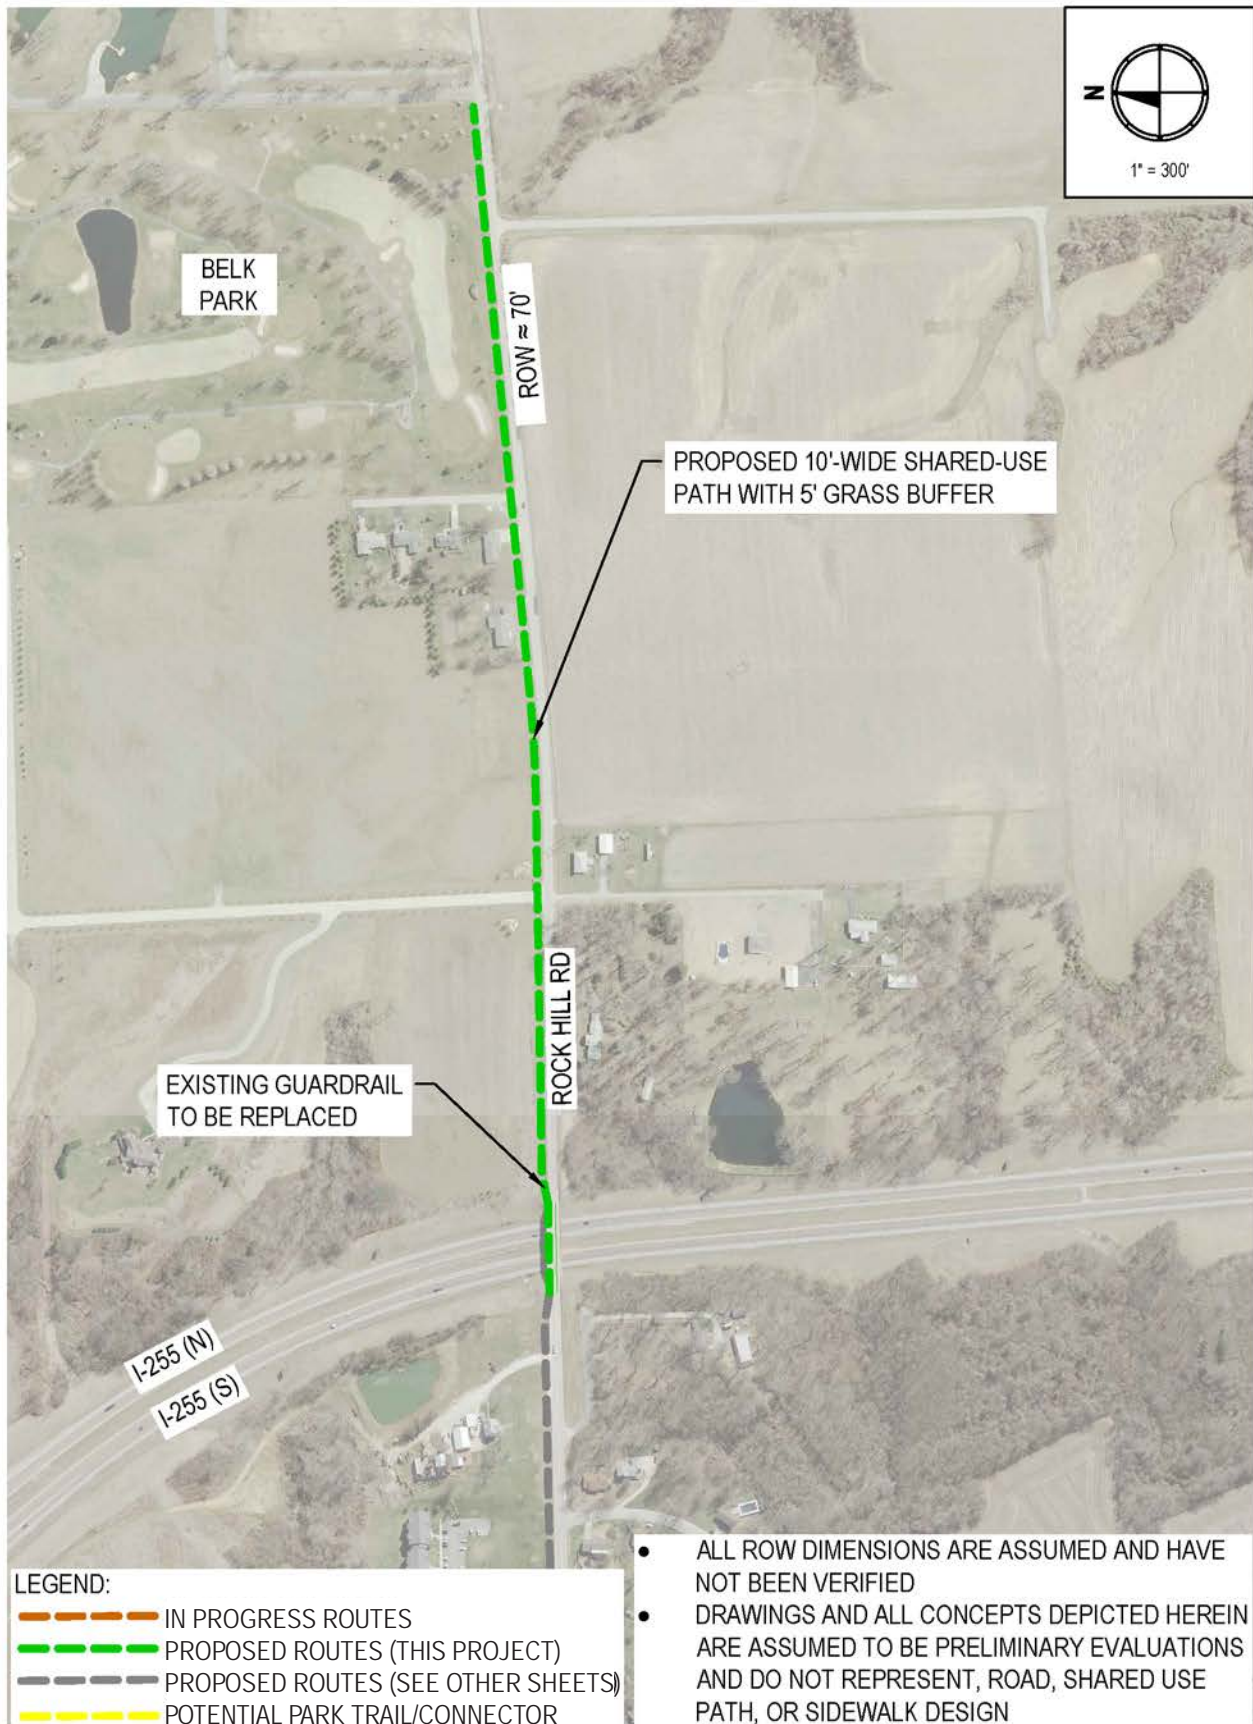 N
1" = 300'
BELK
PARK
ROW ≈ 70'
PROPOSED 10'-WIDE SHARED-USE
PATH WITH 5' GRASS BUFFER
ROCK HILL RD
EXISTING GUARDRAIL
TO BE REPLACED
I-255 (N)
I-255 (S)
LEGEND:
IN PROGRESS ROUTES
PROPOSED ROUTES (THIS PROJECT)
PROPOSED ROUTES (SEE OTHER SHEETS)
POTENTIAL PARK TRAIL/CONNECTOR
• ALL ROW DIMENSIONS ARE ASSUMED AND HAVE
NOT BEEN VERIFIED
• DRAWINGS AND ALL CONCEPTS DEPICTED HEREIN
ARE ASSUMED TO BE PRELIMINARY EVALUATIONS
AND DO NOT REPRESENT, ROAD, SHARED USE
PATH, OR SIDEWALK DESIGN